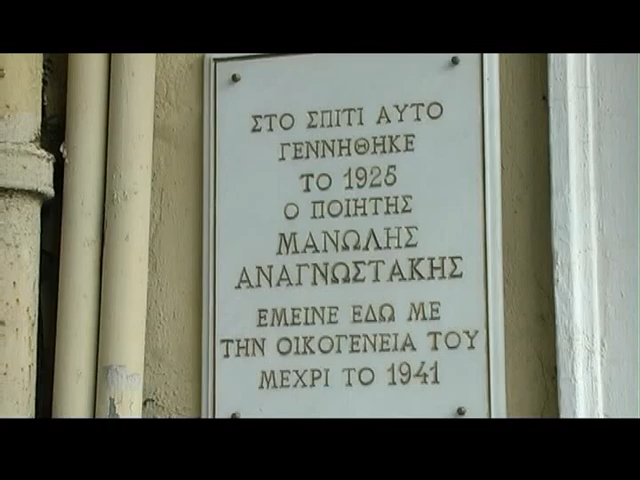 ΣΤΟ ΣΠΙΤΙ ΑΥΤΟ
ΓΕΝΝΗΘΗΚΕ
ΤΟ 1925
Ο ΠΟΙΗΤΗΣ
ΜΑΝΩΛΗΣ
ΑΝΑΓΝΩΣΤΑΚΗΣ
ΕΜΕΙΝΕ ΕΔΩ ΜΕ
ΤΗΝ ΟΙΚΟΓΕΝΕΙΑ ΤΟΥ
ΜΕΧΡΙ ΤΟ 1941